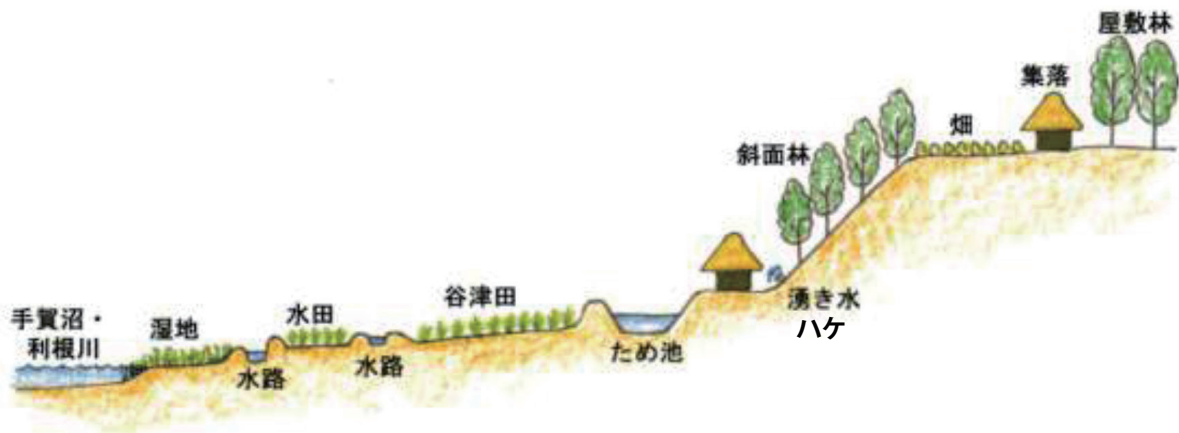 屋敷林
集落
畑
斜面林
湧き水
ハケ
ため池
谷津田
水田
水路
水路
湿地
手賀沼・
利根川